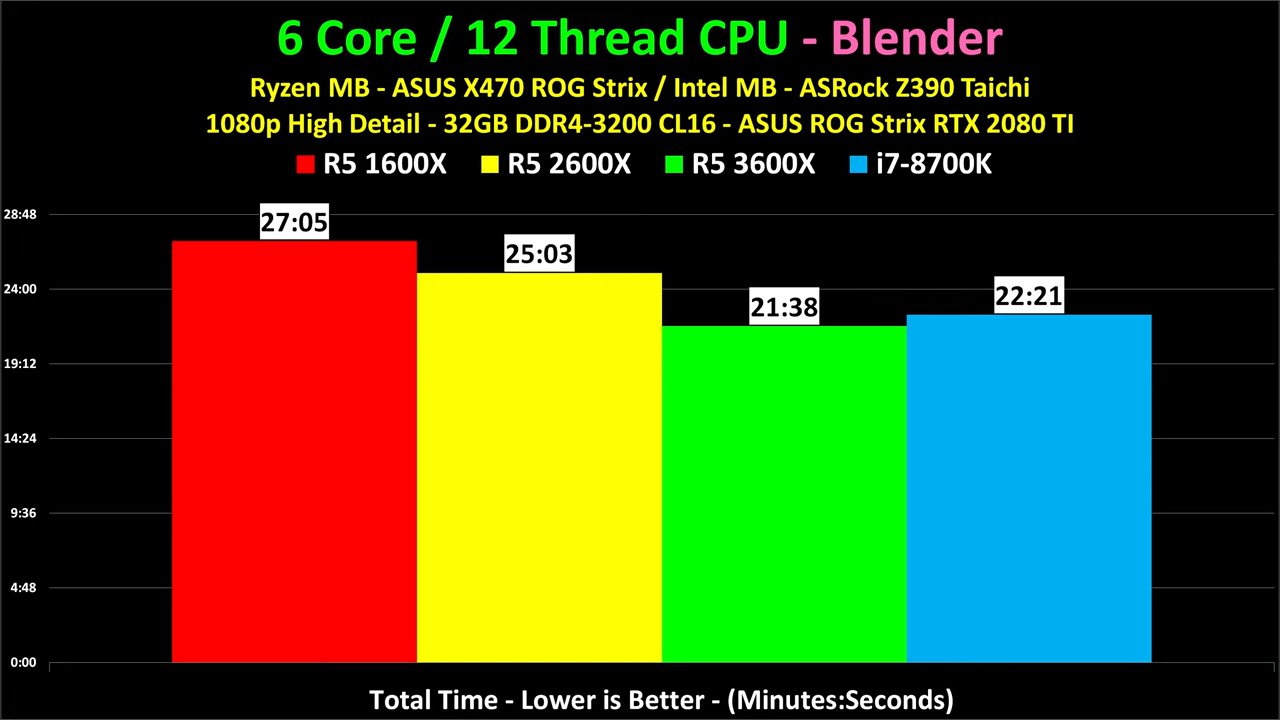 6 Core / 12 Thread CPU - Blender
Ryzen MB - ASUS X470 ROG Strix / Intel MB - ASRock Z390 Taichi
1080p High Detail - 32GB DDR4-3200 CL16 - ASUS ROG Strix RTX 2080 TI
R5 1600X R5 2600X R5 3600X i7-8700K
28:48
27:05
25:03
24:00
21:38
22:21
19:12
14:24
9:36
4:48
0:00
Total Time - Lower is Better - (Minutes:Seconds)